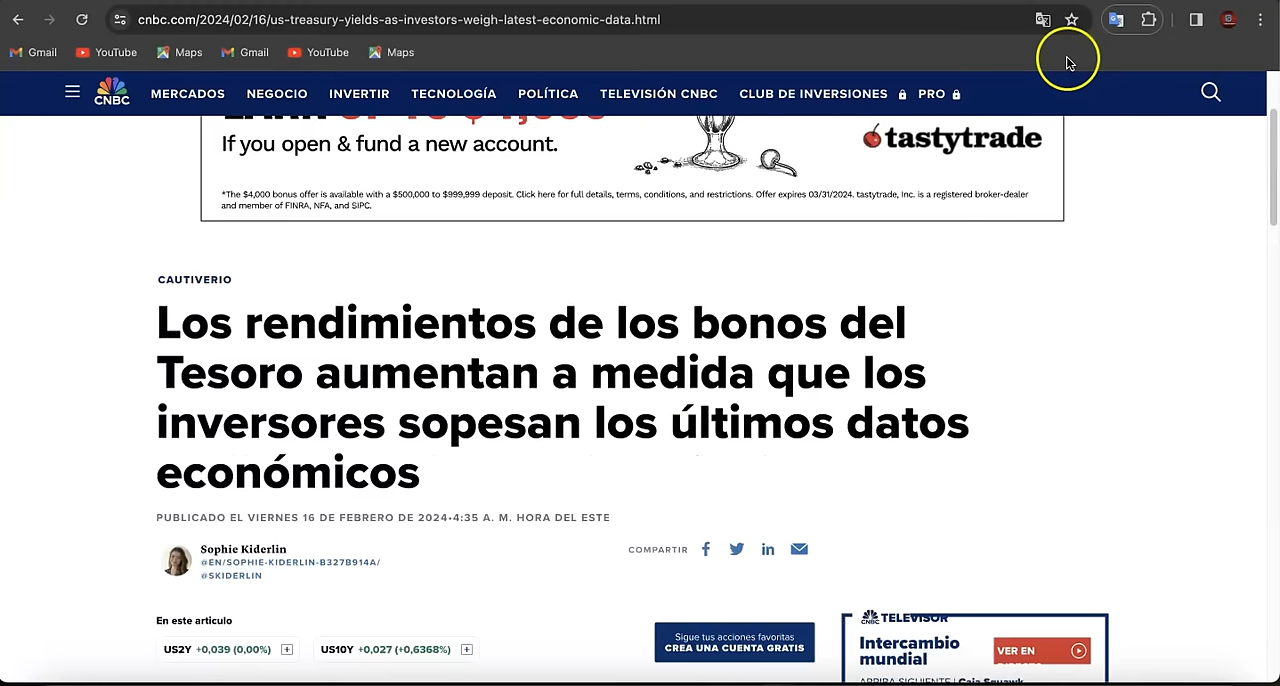 cnbc.com/2024/02/16/us-treasury-yields-as-investors-weigh-latest-economic-data.html
Gmail YouTube Maps Gmail YouTube Maps
CNBC MERCADOS NEGOCIO INVERTIR TECNOLOGÍA POLÍTICA TELEVISIÓN CNBC CLUB DE INVERSIONES PRO
If you open & fund a new account.
tastytrade
*The $4,000 bonus offer is available with a $500,000 to $999,999 deposit. Click here for full details, terms, conditions, and restrictions. Offer expires 03/31/2024. tastytrade, Inc. is a registered broker-dealer
and member of FINRA, NFA, and SIPC.
CAUTIVERIO
Los rendimientos de los bonos del
Tesoro aumentan a medida que los
inversores sopesan los últimos datos
económicos
PUBLICADO EL VIERNES 16 DE FEBRERO DE 2024•4:35 A. M. HORA DEL ESTE
Sophie Kiderlin
@EN/SOPHIE-KIDERLIN-B327B914A/
@SKIDERLIN
COMPARTIR
En este articulo
US2Y +0,039 (0,00%)
US10Y +0,027 (+0,6368%)
Sigue tus acciones favoritas
CREA UNA CUENTA GRATIS
CNBC TELEVISOR
Intercambio
mundial
VER EN
ARRIBA SIGUIENTE | Caja Squawk